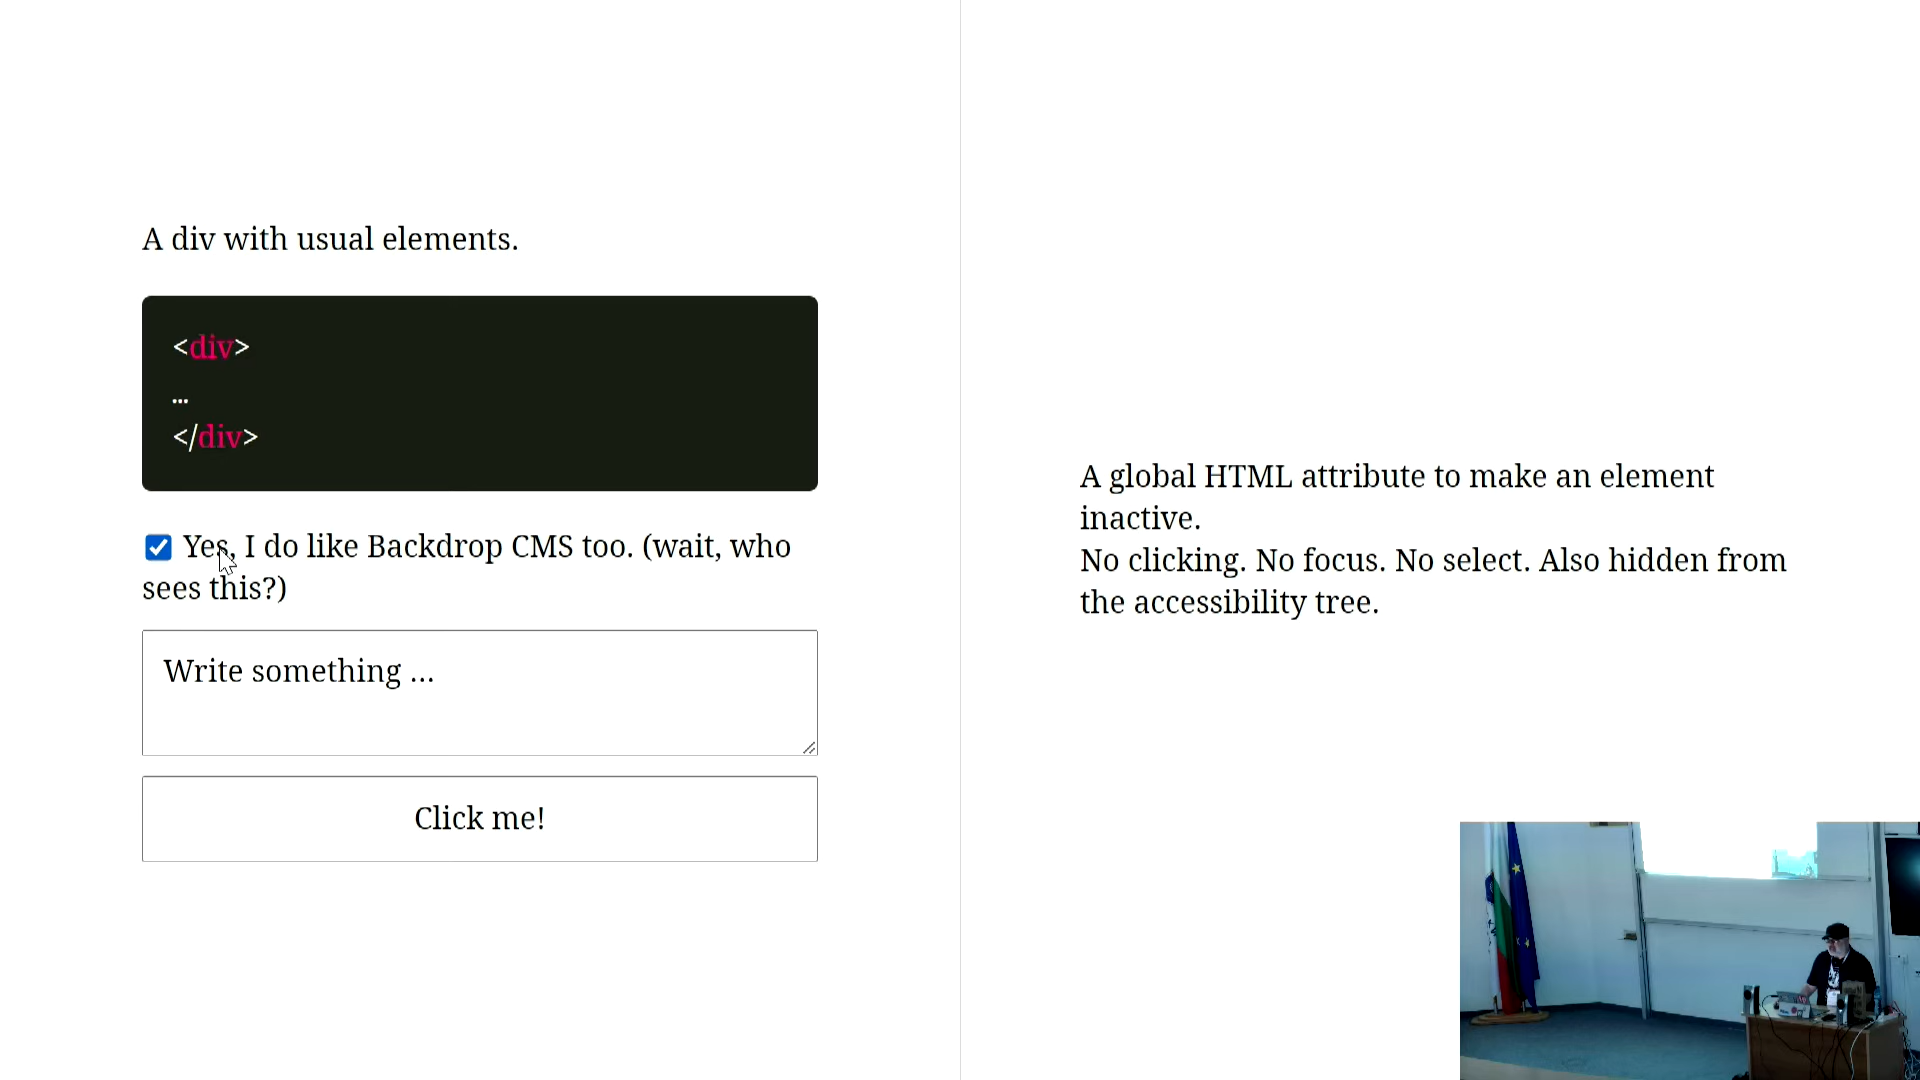 A div with usual elements.
<div>
…
</div>
Yes, I do like Backdrop CMS too. (wait, who
sees this?)
Write something ...
Click me!
A global HTML attribute to make an element
inactive.
No clicking. No focus. No select. Also hidden from
the accessibility tree.